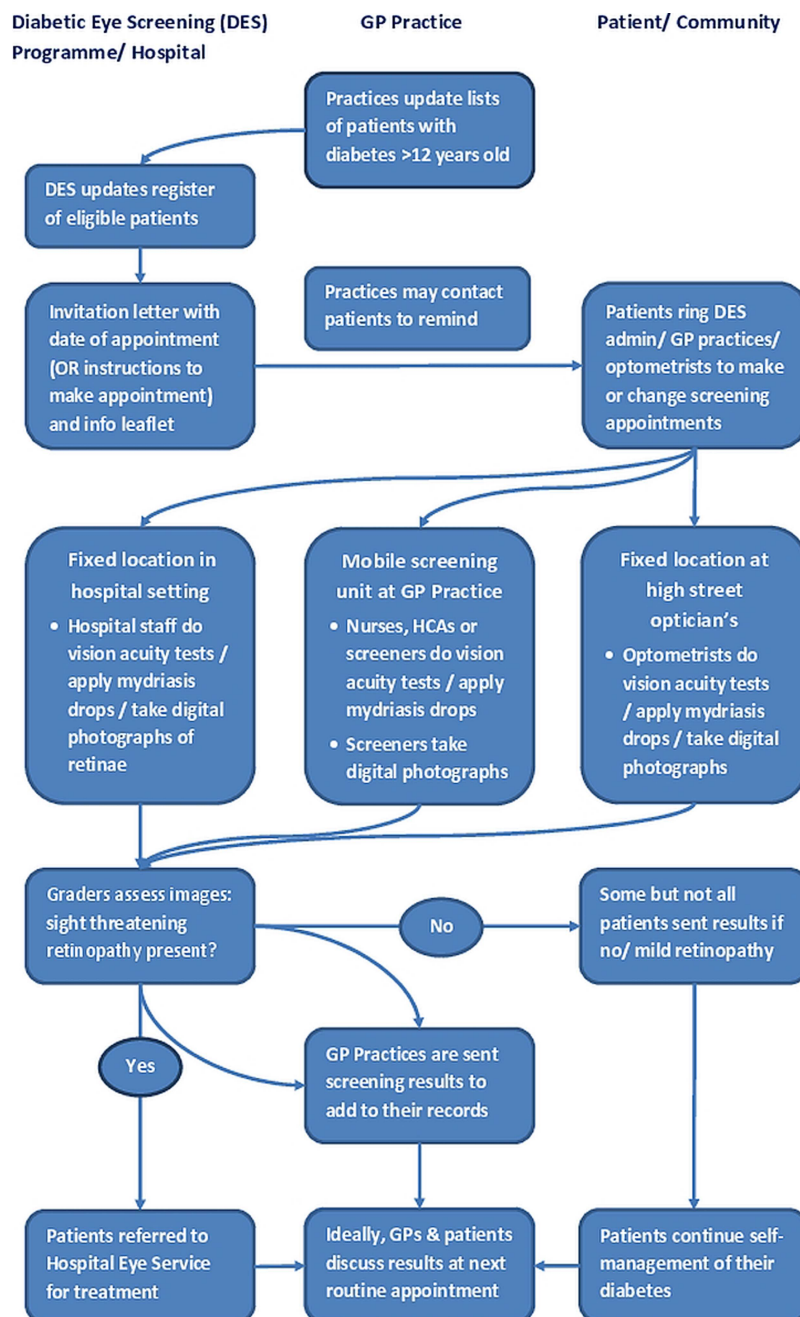 Diabetic Eye Screening (DES)
Programme/ Hospital
GP Practice
Patient/ Community
Practices update lists
of patients with
diabetes >12 years old
DES updates register
of eligible patients
Invitation letter with
date of appointment
(OR instructions to
make appointment)
and info leaflet
Practices may contact
patients to remind
Patients ring DES
admin/ GP practices/
optometrists to make
or change screening
appointments
Fixed location in
hospital setting
• Hospital staff do
vision acuity tests /
apply mydriasis
drops / take digital
photographs of
retinae
Mobile screening
unit at GP Practice
• Nurses, HCAs or
screeners do vision
acuity tests / apply
mydriasis drops
• Screeners take
digital photographs
Fixed location at
high street
optician's
• Optometrists do
vision acuity tests
/ apply mydriasis
drops / take digital
photographs
Graders assess images:
sight threatening
retinopathy present?
No
Some but not all
patients sent results if
no/ mild retinopathy
Yes
GP Practices are sent
screening results to
add to their records
Patients referred to
Hospital Eye Service
for treatment
Ideally, GPs & patients
discuss results at next
routine appointment
Patients continue self-
management of their
diabetes